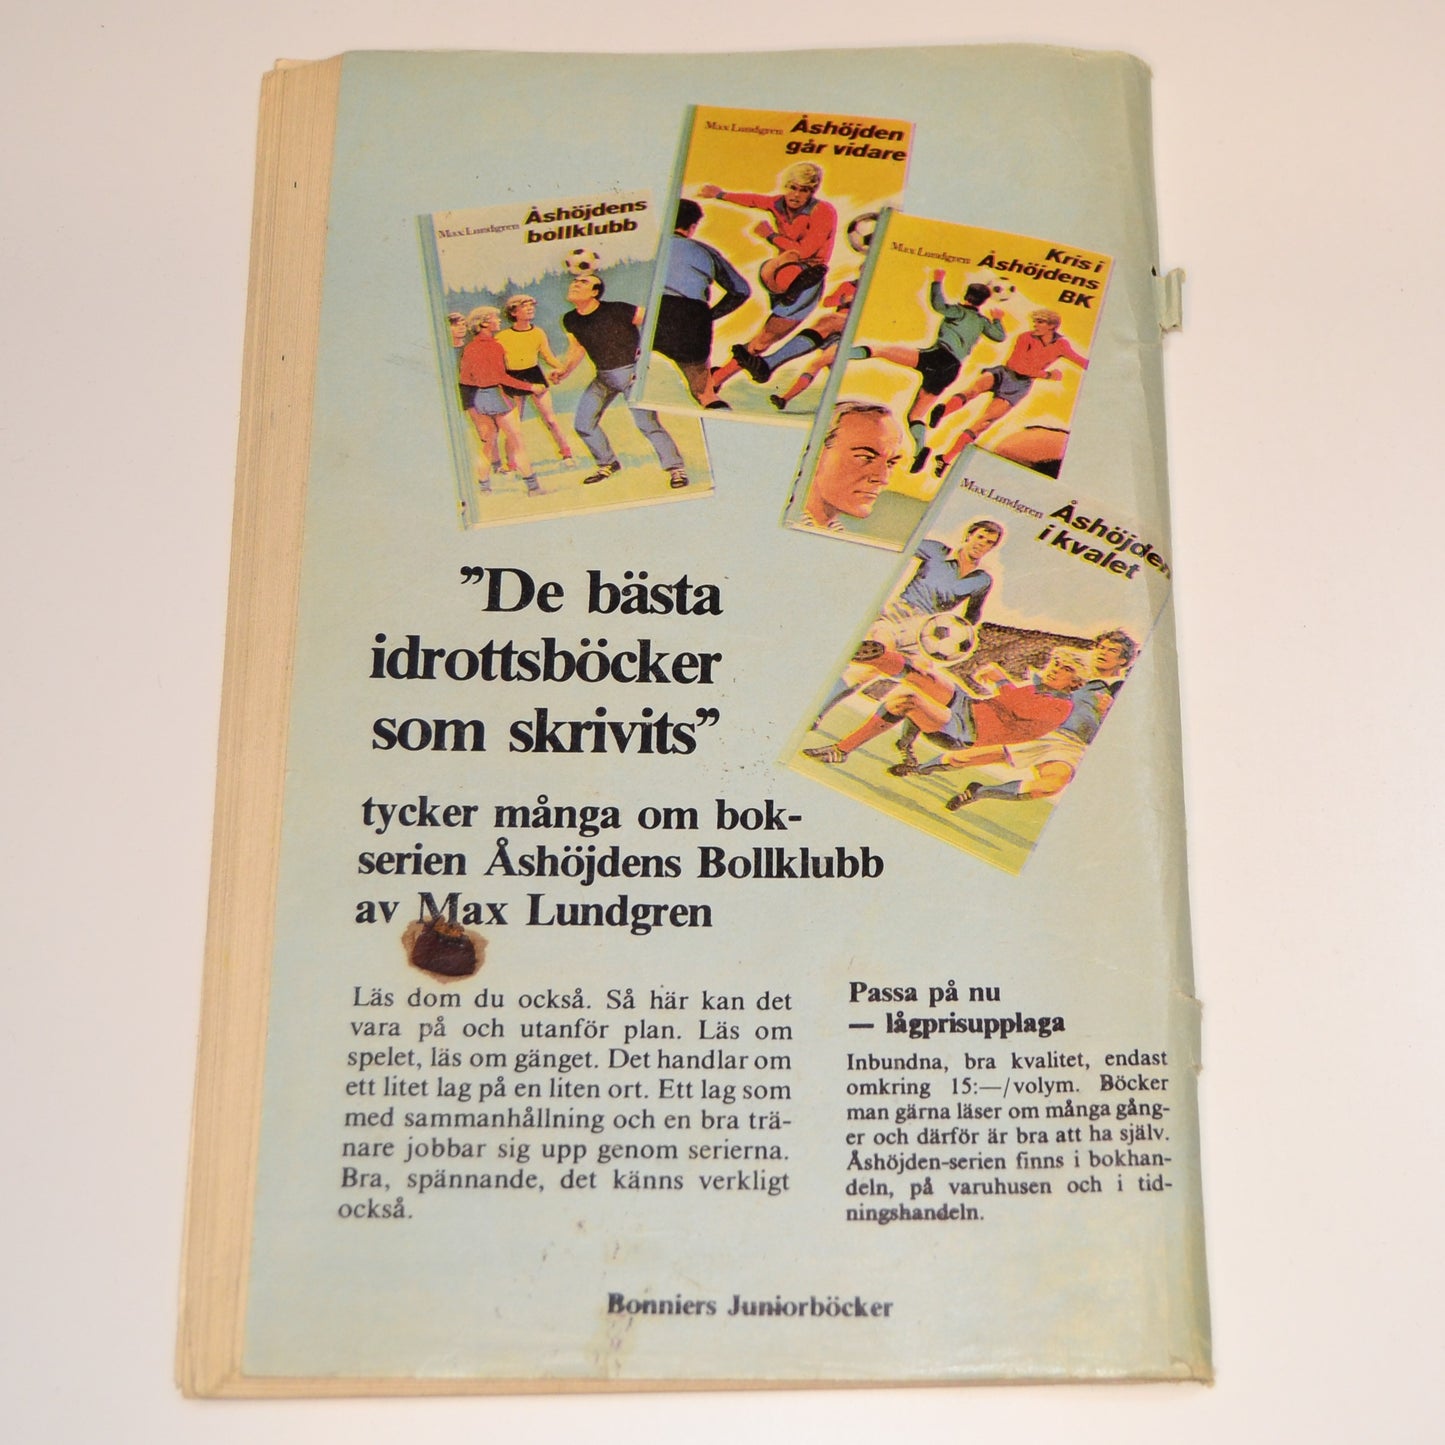 Max Lundgren Åshöjdens
bollklubb
Max Lundgren Åshöjden
går vidare
Max Lundgren Kris i
Åshöjdens
BK
Max Lundgren Åshöjden
i kvalet
”De bästa
idrottsböcker
som skrivits”
tycker många om bok-
serien Åshöjdens Bollklubb
av Max Lundgren
Läs dom du också. Så här kan det
vara på och utanför plan. Läs om
spelet, läs om gänget. Det handlar om
ett litet lag på en liten ort. Ett lag som
med sammanhållning och en bra trä-
nare jobbar sig upp genom serierna.
Bra, spännande, det känns verkligt
också.
Passa på nu
— lågprisupplaga
Inbundna, bra kvalitet, endast
omkring 15:—/volym. Böcker
man gärna läser om många gång-
er och därför är bra att ha själv.
Åshöjden-serien finns i bokhan-
deln, på varuhusen och i tid-
ningshandeln.
Bonniers Juniorböcker